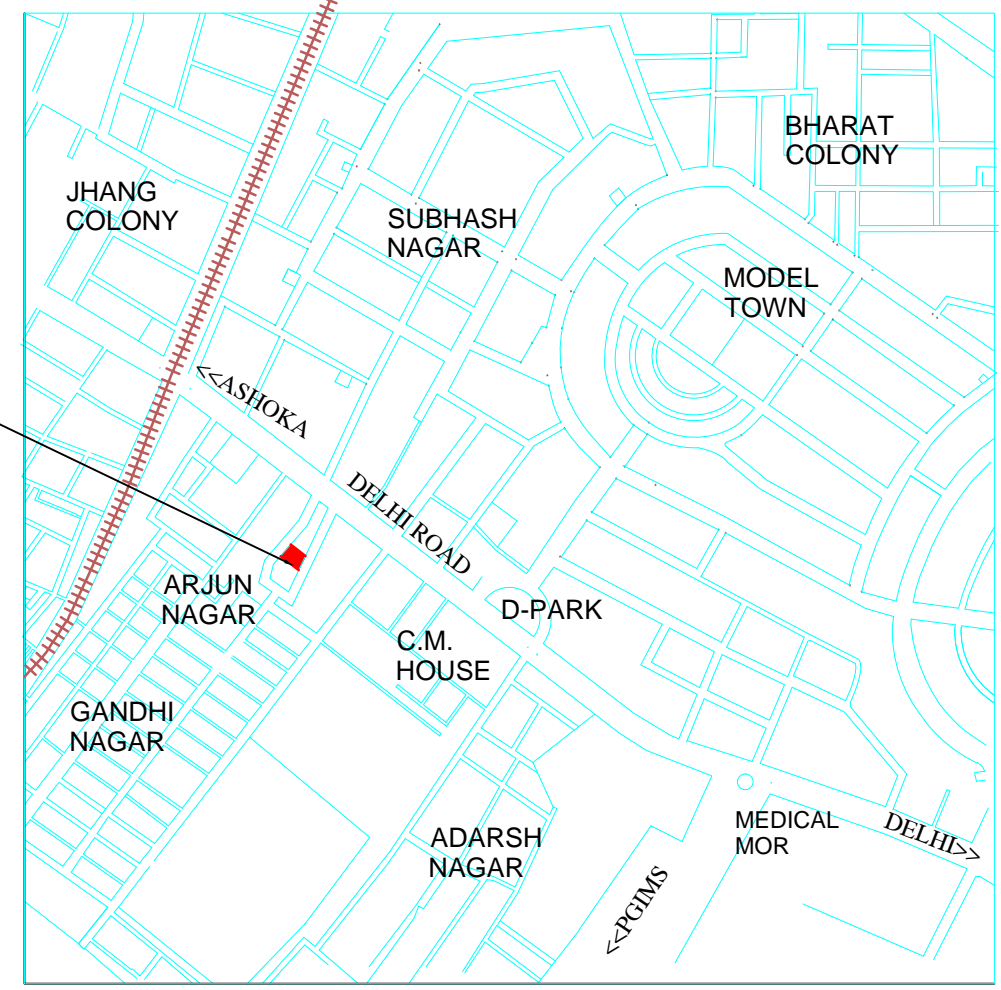 BHARAT
COLONY
JHANG
COLONY
SUBHASH
NAGAR
MODEL
TOWN
<<ASHOKA
DELHI ROAD
ARJUN
NAGAR
D-PARK
C.M.
HOUSE
GANDHI
NAGAR
ADARSH
NAGAR
MEDICAL
MOR
DELHI>>
<<PGIMS